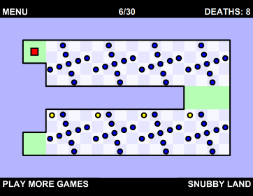 MENU 6/30 DEATHS: 8
PLAY MORE GAMES SNUBBY LAND